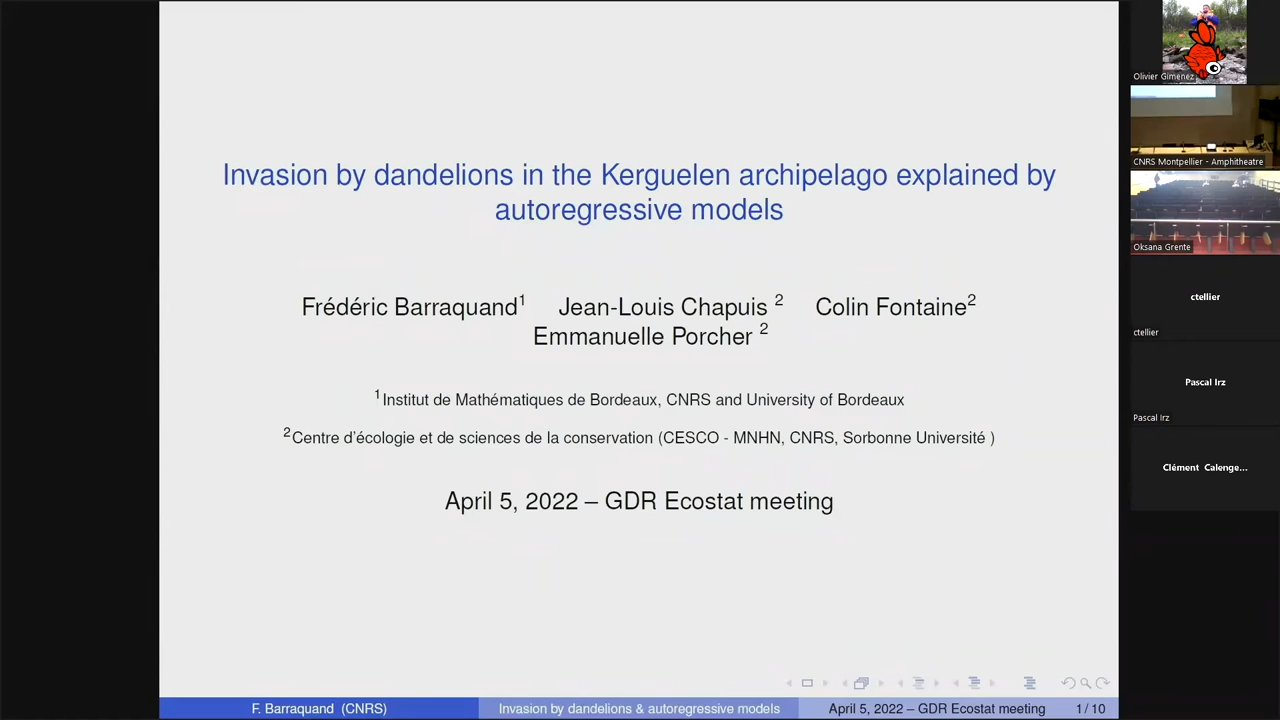 Invasion by dandelions in the Kerguelen archipelago explained by
autoregressive models
Frédéric Barraquand1 Jean-Louis Chapuis 2 Colin Fontaine2
Emmanuelle Porcher 2
1Institut de Mathématiques de Bordeaux, CNRS and University of Bordeaux
2Centre d'écologie et de sciences de la conservation (CESCO - MNHN, CNRS, Sorbonne Université )
April 5, 2022 – GDR Ecostat meeting
F. Barraquand (CNRS) Invasion by dandelions & autoregressive models April 5, 2022 – GDR Ecostat meeting 1 / 10
Olivier Gimenez
CNRS Montpellier - Amphitheatre
Oksana Grente
ctellier
ctellier
Pascal Irz
Pascal Irz
Clément Calenge...